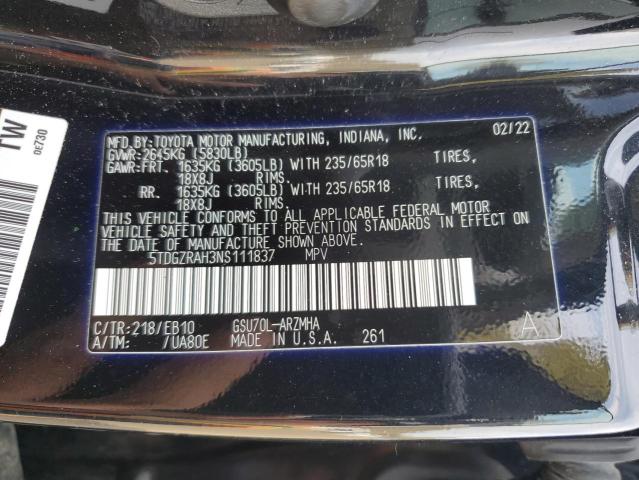 MFD.BY:TOYOTA MOTOR MANUFACTURING, INDIANA, INC. 02/22
GVWR:2645KG (5830LB)
GAWR:FRT. 1635KG (3605LB) WITH 235/65R18 TIRES,
18X8J RIMS,
RR. 1635KG (3605LB) WITH 235/65R18 TIRES,
18X8J RIMS.
THIS VEHICLE CONFORMS TO ALL APPLICABLE FEDERAL MOTOR
VEHICLE SAFETY AND THEFT PREVENTION STANDARDS IN EFFECT ON
THE DATE OF MANUFACTURE SHOWN ABOVE.
5TDGZRAH3NS111837 MPV
C/TR:218/EB10 GSU70L-ARZMHA A
A/TM: /UA80E MADE IN U.S.A. 261
LW
0E730